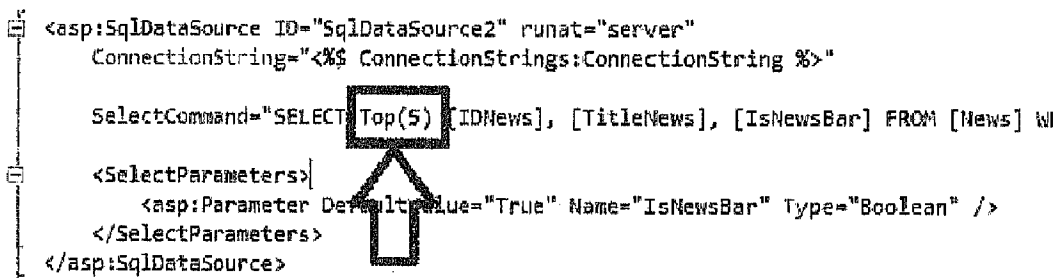 <asp:SqlDataSource ID="SqlDataSource2" runat="server"
ConnectionString="<%$ ConnectionStrings:ConnectionString %>"
SelectCommand="SELECT Top(5) [IDNews], [TitleNews], [IsNewsBar] FROM [News] WH
<SelectParameters>
<asp:Parameter DefaultValue="True" Name="IsNewsBar" Type="Boolean" />
</SelectParameters>
</asp:SqlDataSource>